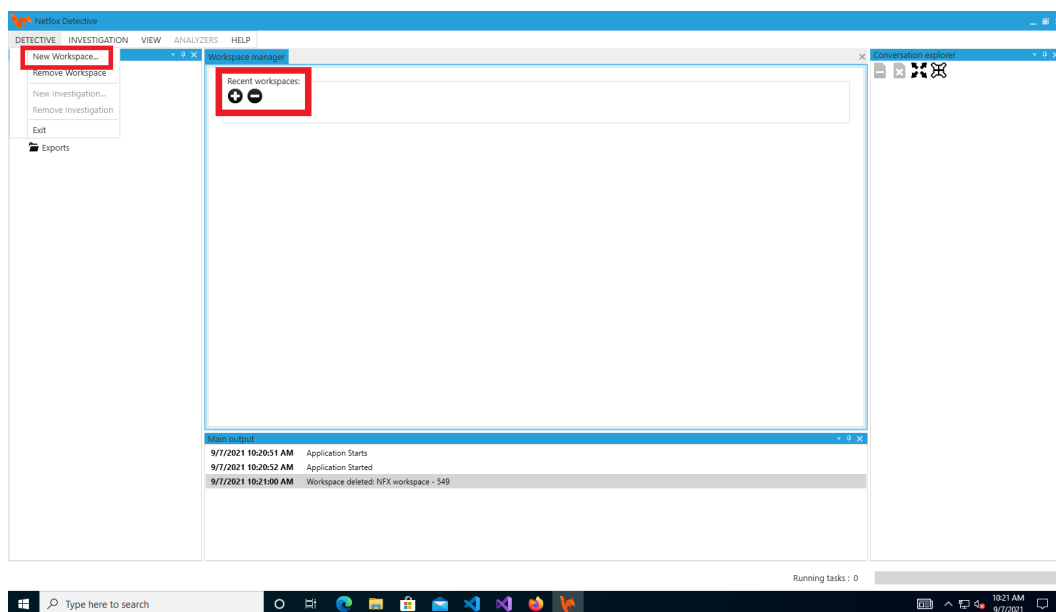 Netfox Detective
DETECTIVE INVESTIGATION VIEW ANALYZERS HELP
New Workspace...
Remove Workspace
New Investigation...
Remove Investigation
Exit
Exports
Workspace manager
Recent workspaces:
Conversation explorer
Main output
9/7/2021 10:20:51 AM Application Starts
9/7/2021 10:20:52 AM Application Started
9/7/2021 10:21:00 AM Workspace deleted: NFX workspace - 549
Running tasks : 0
Type here to search
10:21 AM
9/7/2021